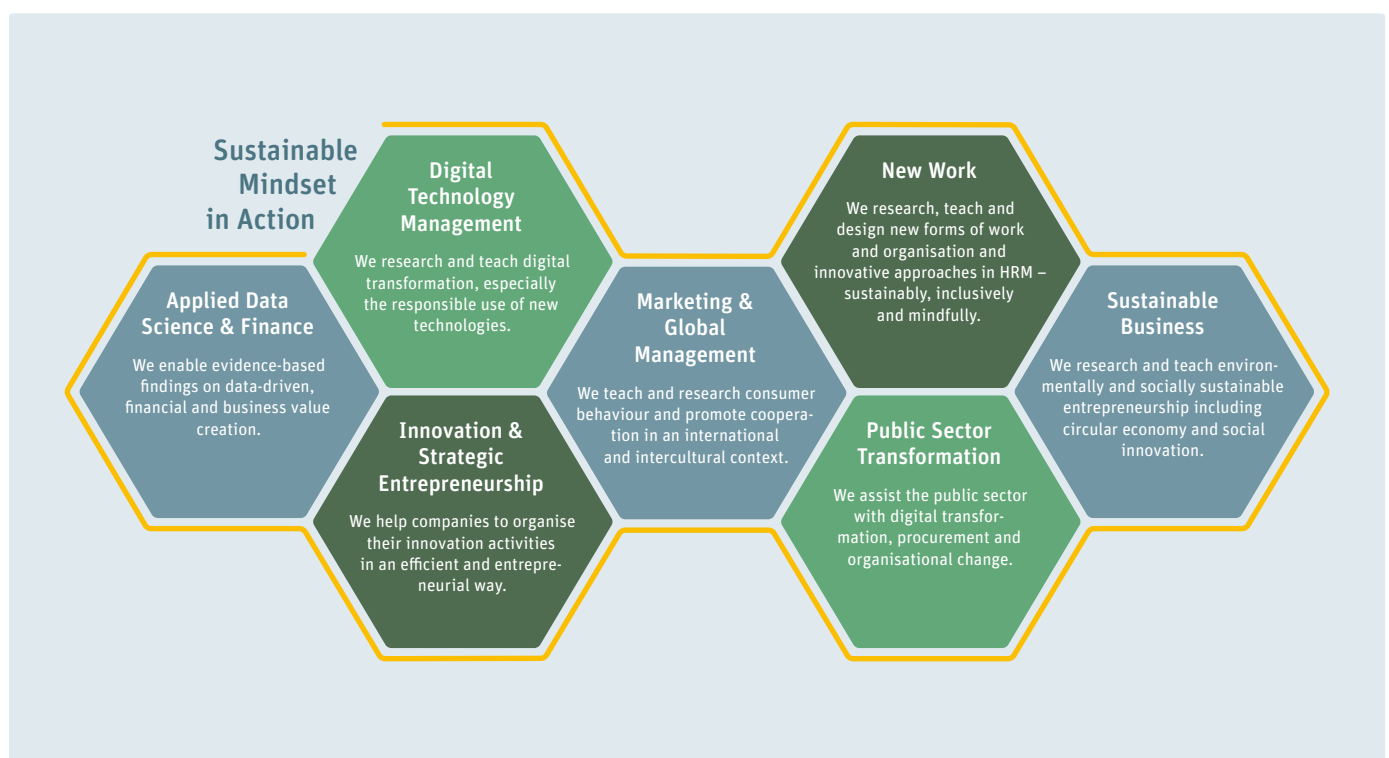 Sustainable
Mindset
in Action
Applied Data
Science & Finance
We enable evidence-based
findings on data-driven,
financial and business value
creation.
Digital
Technology
Management
We research and teach digital
transformation, especially
the responsible use of new
technologies.
Innovation &
Strategic
Entrepreneurship
We help companies to organise
their innovation activities
in an efficient and entrepre-
neurial way.
Marketing &
Global
Management
We teach and research consumer
behaviour and promote coopera-
tion in an international
and intercultural context.
New Work
We research, teach and
design new forms of work
and organisation and
innovative approaches in HRM –
sustainably, inclusively
and mindfully.
Public Sector
Transformation
We assist the public sector
with digital transfor-
mation, procurement and
organisational change.
Sustainable
Business
We research and teach environ-
mentally and socially sustainable
entrepreneurship including
circular economy and social
innovation.